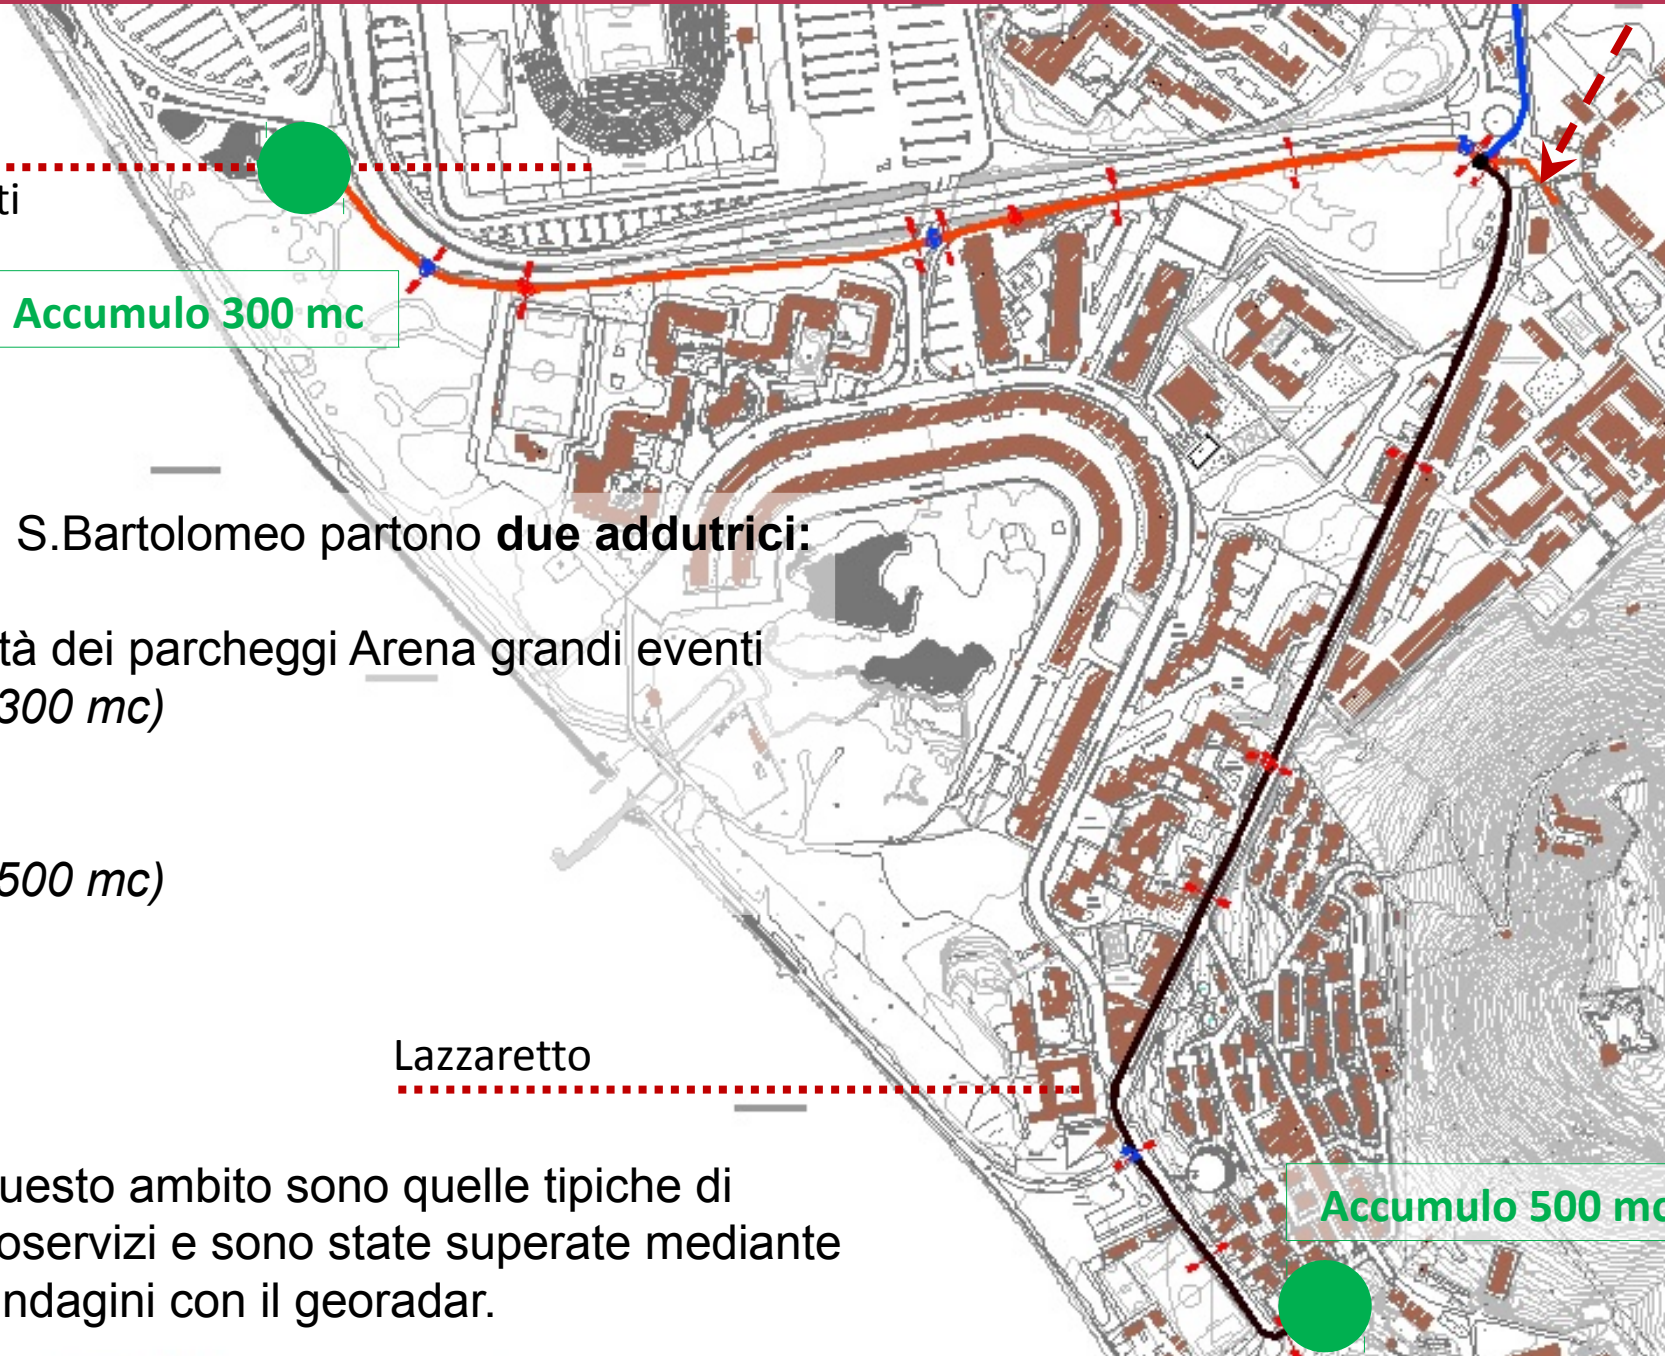 ti
Accumulo 300 mc
S.Bartolomeo partono due addutrici:
tà dei parcheggi Arena grandi eventi
300 mc)
500 mc)
Lazzaretto
uesto ambito sono quelle tipiche di
oservizi e sono state superate mediante
ndagini con il georadar.
Accumulo 500 mc